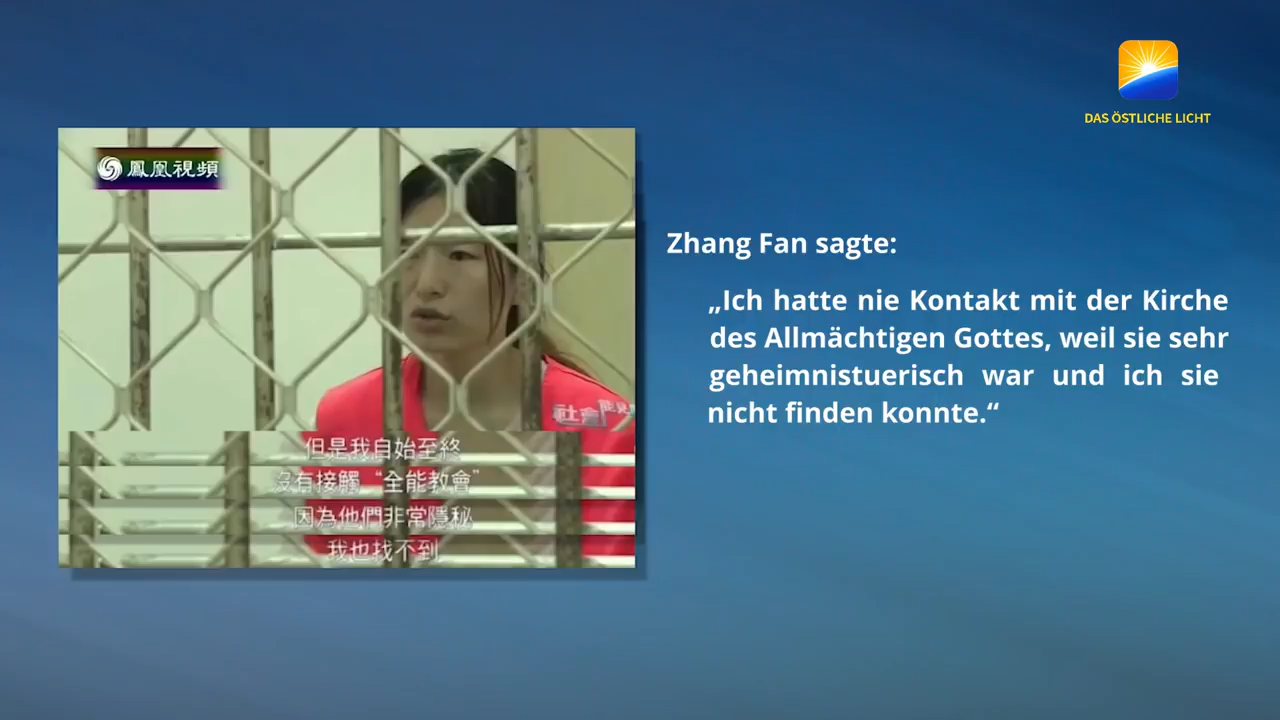 DAS ÖSTLICHE LICHT
鳳凰視頻
Zhang Fan sagte:
„Ich hatte nie Kontakt mit der Kirche
des Allmächtigen Gottes, weil sie sehr
geheimnistuerisch war und ich sie
nicht finden konnte.“
社會能見
但是我自始至終
沒有接觸“全能教會”
因為他們非常隱秘
我也找不到